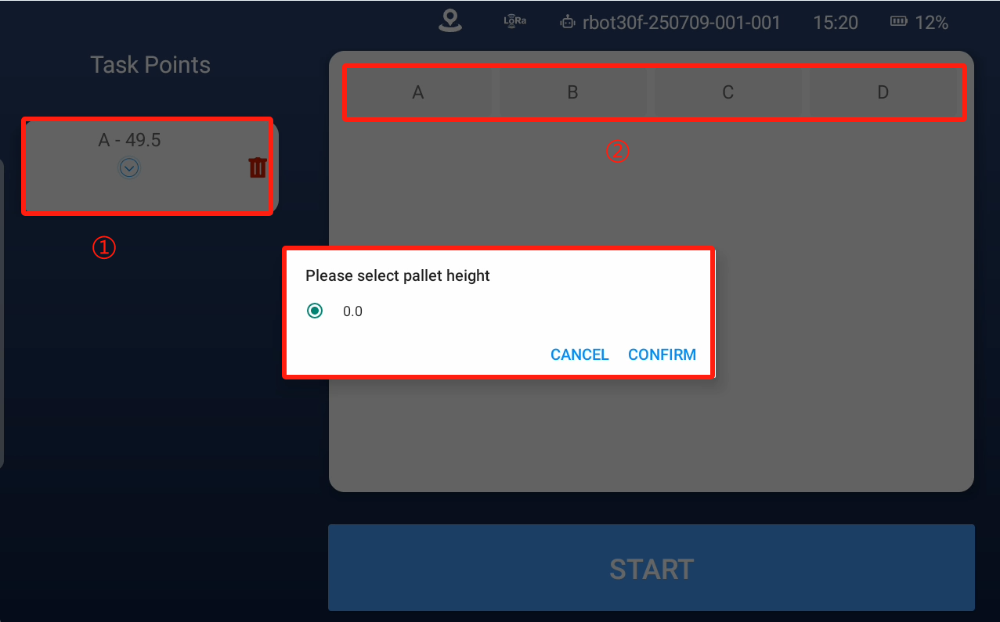 LoRa rbot30f-250709-001-001 15:20 12%
Task Points
A - 49.5
①
A B C D
②
Please select pallet height
0.0
CANCEL CONFIRM
START